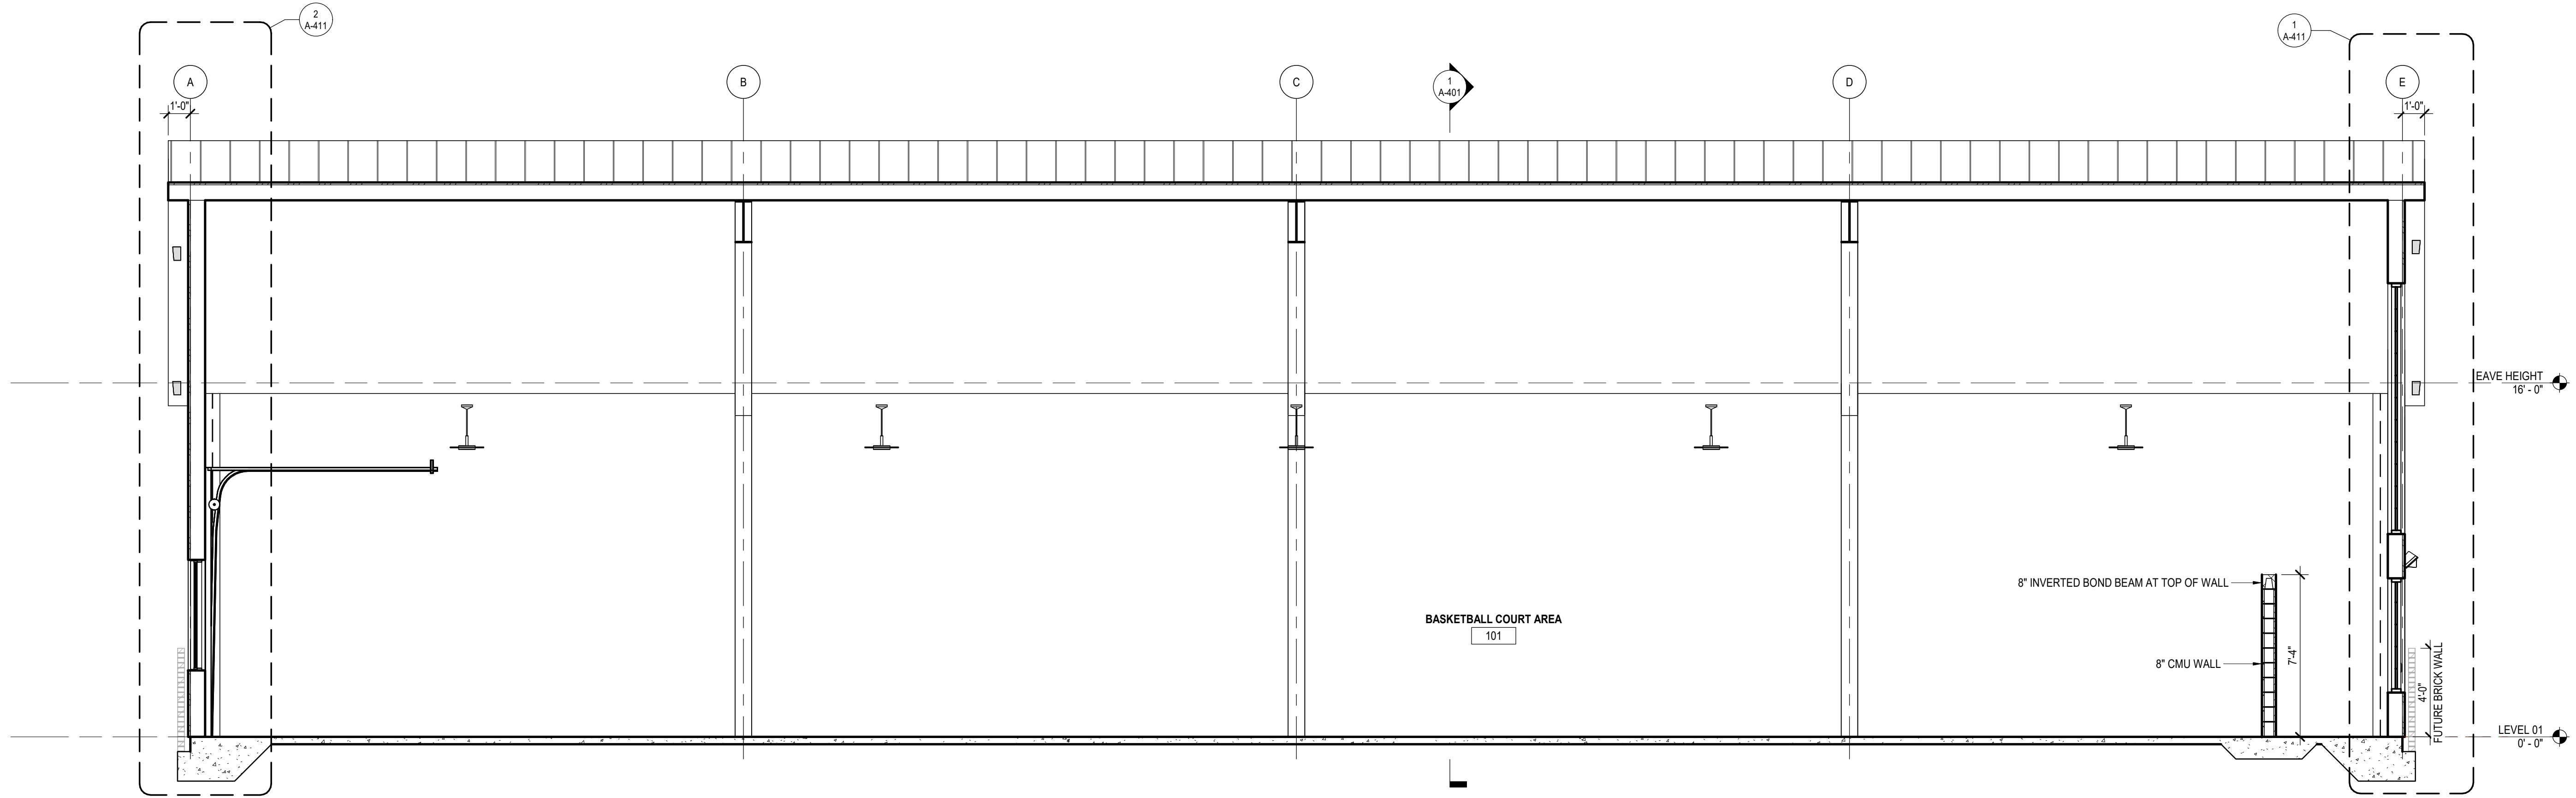 2
A-411
1
A-411
A
B
C
1
A-401
D
E
1'-0"
1'-0"
EAVE HEIGHT
16' - 0"
8" INVERTED BOND BEAM AT TOP OF WALL
BASKETBALL COURT AREA
101
8" CMU WALL
7'-4"
4'-0"
FUTURE BRICK WALL
LEVEL 01
0' - 0"